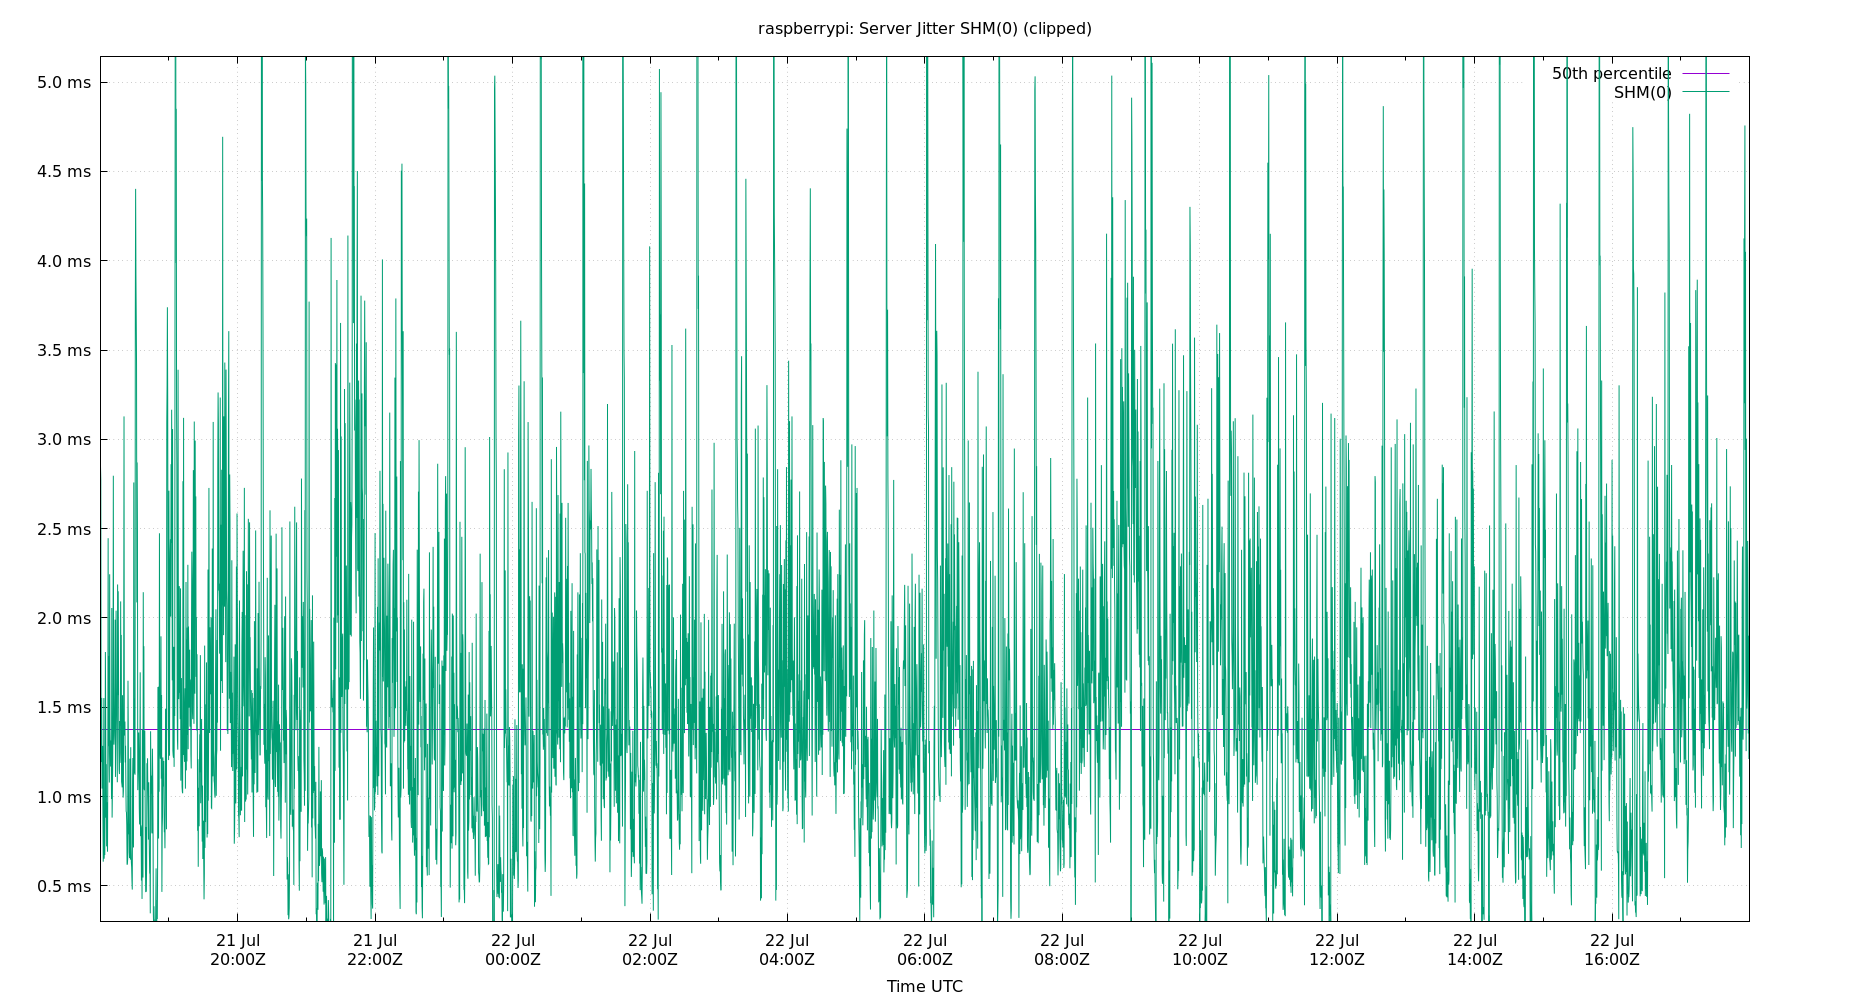 raspberrypi: Server Jitter SHM(0) (clipped)
50th percentile
SHM(0)
5.0 ms
4.5 ms
4.0 ms
3.5 ms
3.0 ms
2.5 ms
2.0 ms
1.5 ms
1.0 ms
0.5 ms
21 Jul 21 Jul 22 Jul 22 Jul 22 Jul 22 Jul 22 Jul 22 Jul 22 Jul 22 Jul 22 Jul
20:00Z 22:00Z 00:00Z 02:00Z 04:00Z 06:00Z 08:00Z 10:00Z 12:00Z 14:00Z 16:00Z
Time UTC